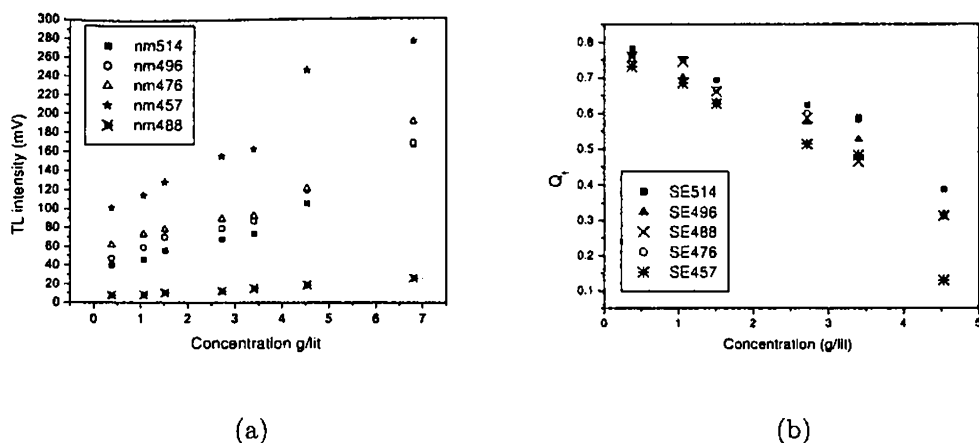 300
280
260
240
220
200
180
160
140
120
100
80
60
40
20
0
TL intensity (mV)
nm514
nm496
nm476
nm457
nm488
0 1 2 3 4 5 6 7
Concentration g/lit
(a)
0.8
0.7
0.6
0.5
0.4
0.3
0.2
0.1
Qf
SE514
SE496
SE488
SE476
SE457
0 1 2 3 4 5
Concentration (g/lit)
(b)